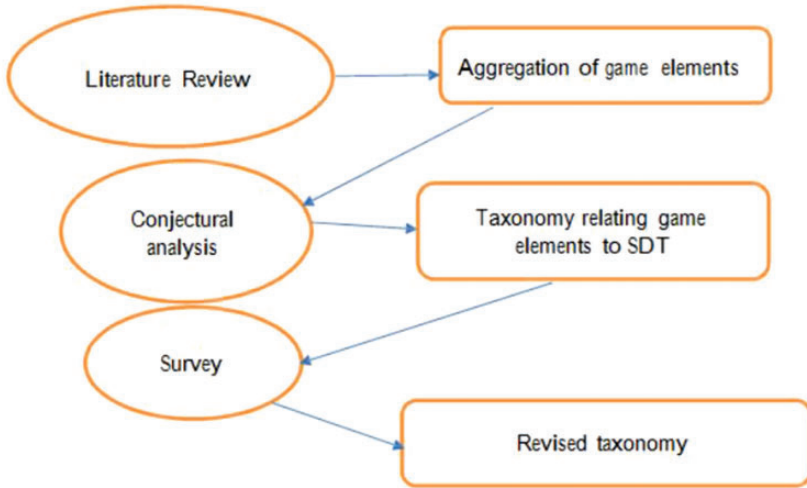 Literature Review
Aggregation of game elements
Conjectural
analysis
Taxonomy relating game
elements to SDT
Survey
Revised taxonomy